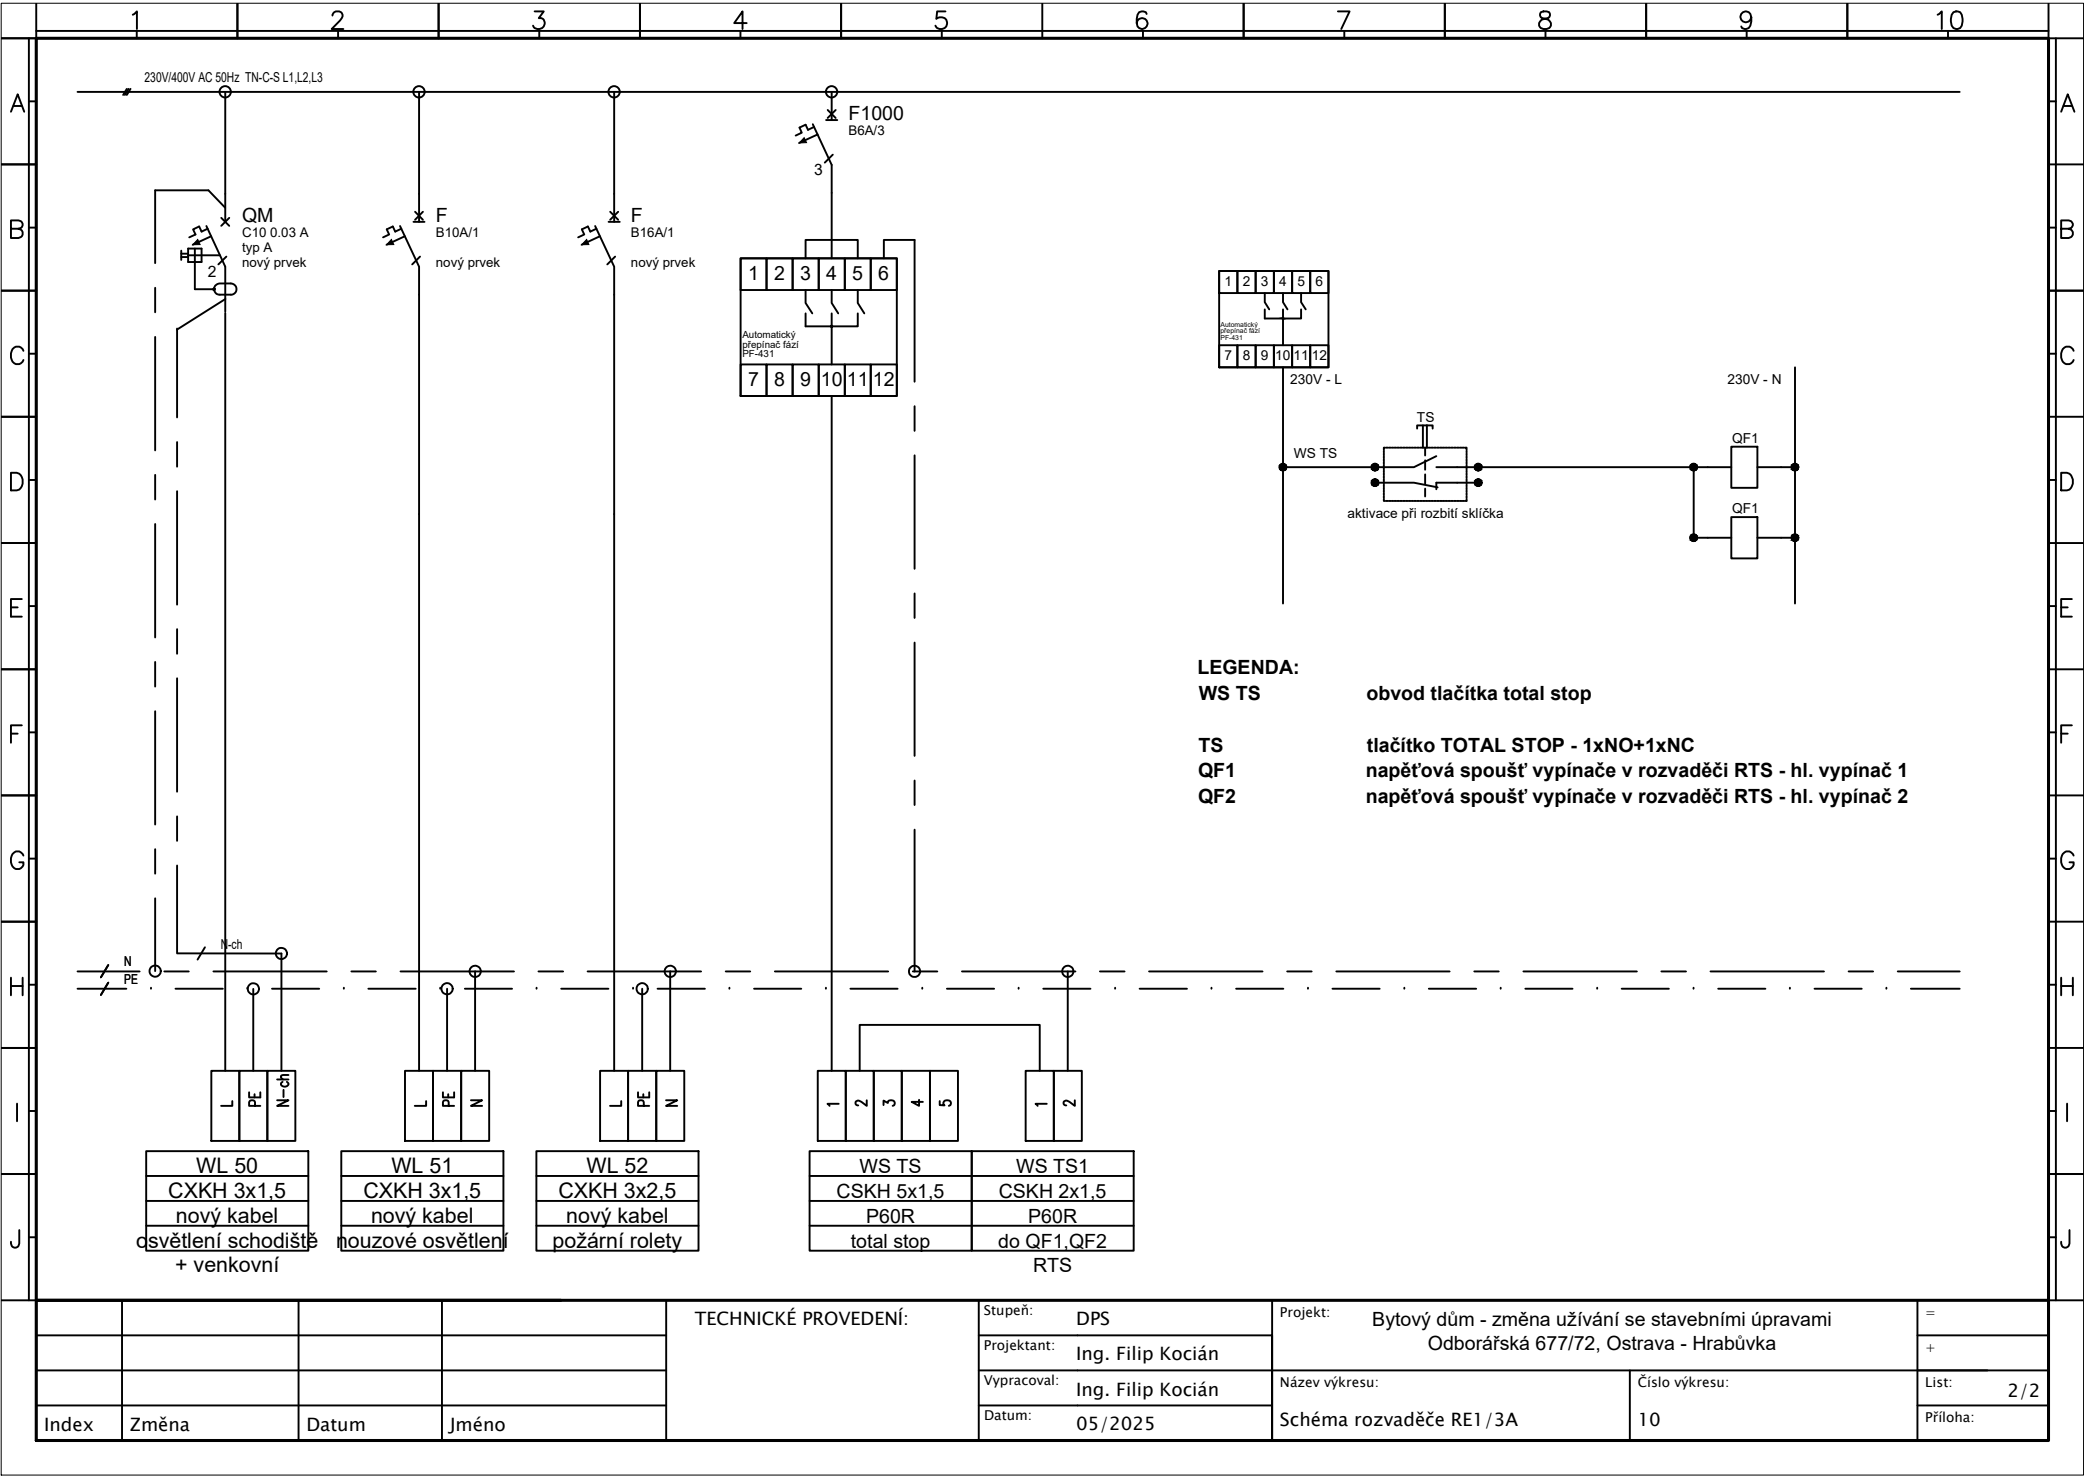 1 2 3 4 5 6 7 8 9 10
A A
B B
C C
D D
E E
F F
G G
H H
I I
J J
230V/400V AC 50Hz TN-C-S L1,L2,L3
QM
C10 0.03 A
typ A
nový prvek
2
F
B10A/1
nový prvek
F
B16A/1
nový prvek
F1000
B6A/3
3
1 2 3 4 5 6
Automatický
přepínač fází
PF-431
7 8 9 10 11 12
1 2 3 4 5 6
Automatický
přepínač fází
PF-431
7 8 9 10 11 12
230V - L
230V - N
WS TS
TS
aktivace při rozbití sklíčka
QF1
QF1
LEGENDA:
WS TS obvod tlačítka total stop
TS tlačítko TOTAL STOP - 1xNO+1xNC
QF1 napěťová spoušť vypínače v rozvaděči RTS - hl. vypínač 1
QF2 napěťová spoušť vypínače v rozvaděči RTS - hl. vypínač 2
N-ch
N
PE
L PE N-ch
L PE N
L PE N
1 2 3 4 5
1 2
WL 50
CXKH 3x1,5
nový kabel
osvětlení schodiště
+ venkovní
WL 51
CXKH 3x1,5
nový kabel
nouzové osvětlení
WL 52
CXKH 3x2,5
nový kabel
požární rolety
WS TS
CSKH 5x1,5
P60R
total stop
WS TS1
CSKH 2x1,5
P60R
do QF1,QF2
RTS
Index Změna Datum Jméno
TECHNICKÉ PROVEDENÍ:
Stupeň: DPS
Projektant: Ing. Filip Kocián
Vypracoval: Ing. Filip Kocián
Datum: 05/2025
Projekt: Bytový dům - změna užívání se stavebními úpravami
Odborářská 677/72, Ostrava - Hrabůvka
Název výkresu:
Schéma rozvaděče RE1/3A
Číslo výkresu:
10
=
+
List: 2/2
Příloha: